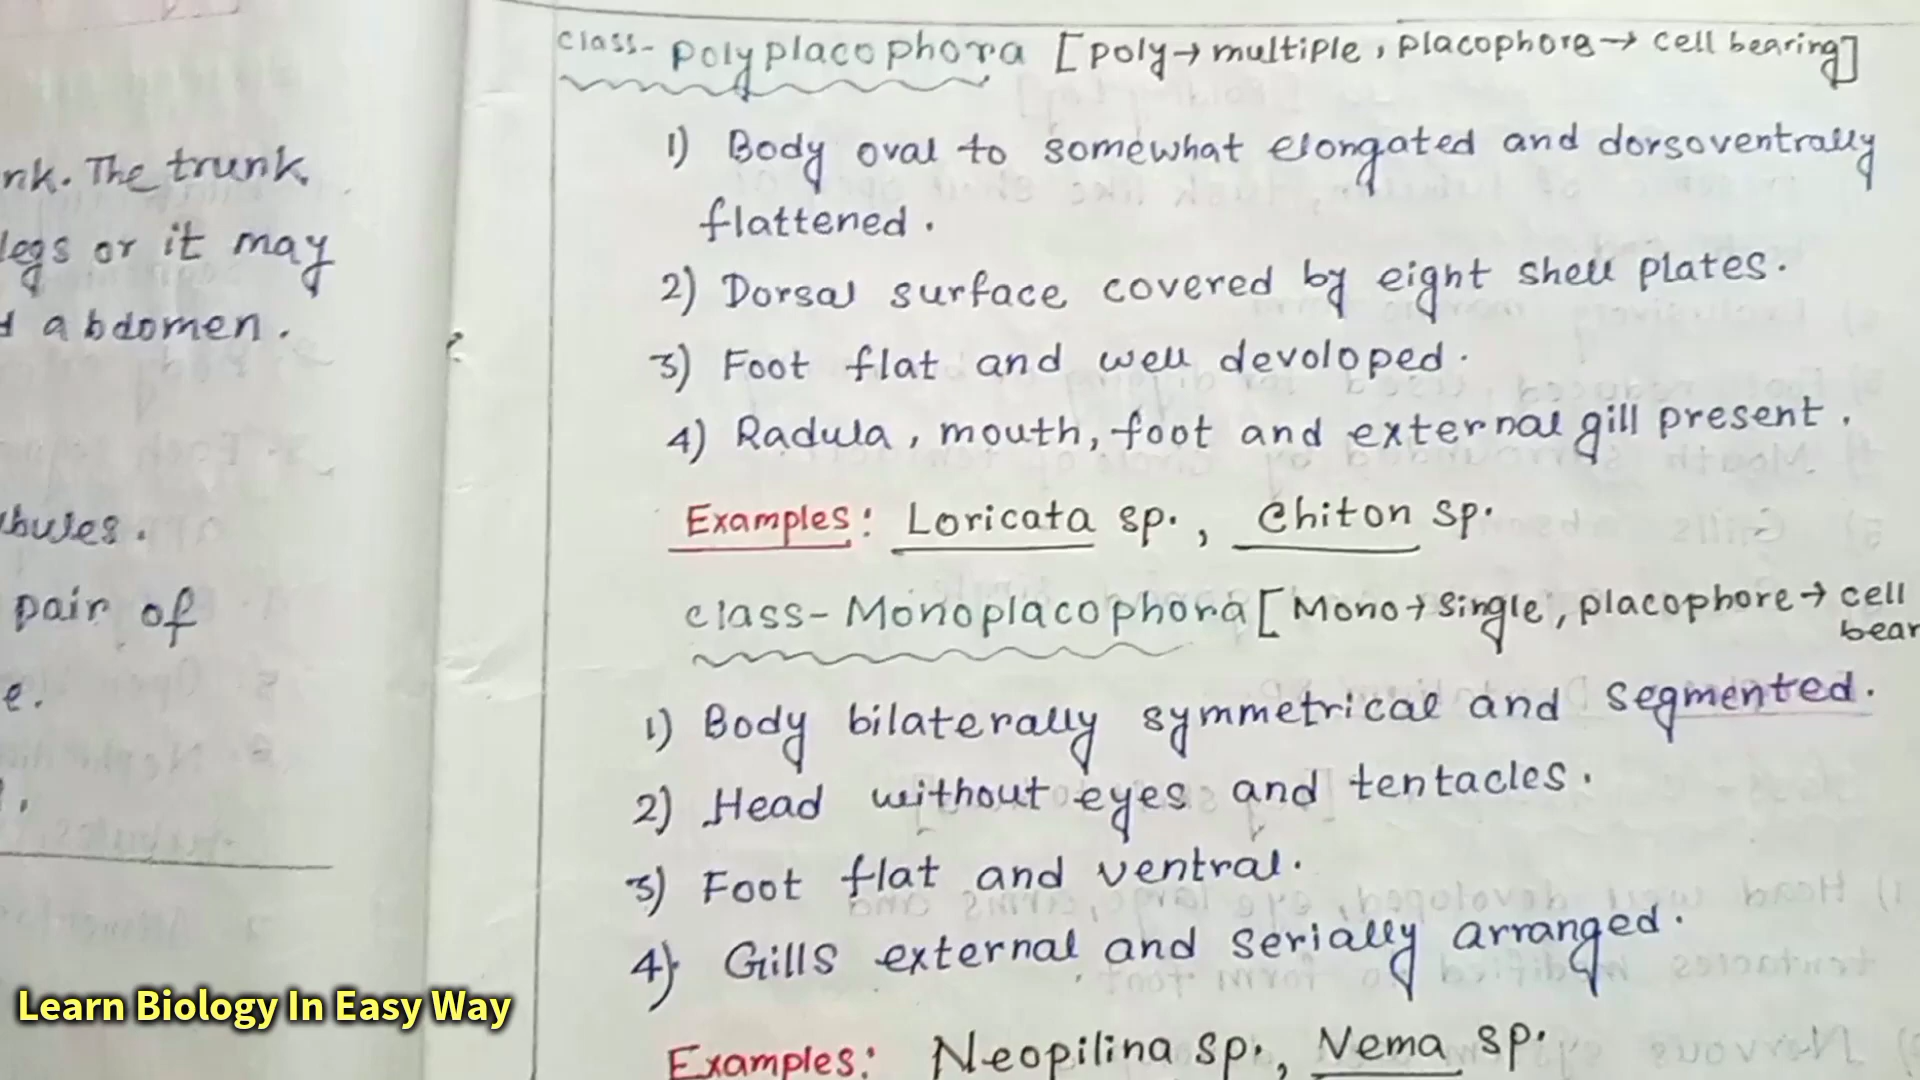 nk. The trunk.
legs or it may
abdomen.
pair of
e.
class- polyplacophora [poly→ multiple, placophore→ cell bearing]
1) Body oval to somewhat elongated and dorsoventrally
flattened.
2) Dorsal surface covered by eight shell plates.
3) Foot flat and well devoloped.
4) Radula, mouth, foot and external gill present.
Examples: Loricata sp., Chiton sp.
class- Monoplacophora [Mono→ Single, placophore→ cell
bear
1) Body bilaterally symmetrical and segmented.
2) Head without eyes and tentacles.
3) Foot flat and ventral.
4) Gills external and serially arranged.
Examples: Neopilina sp., Nema sp.
Learn Biology In Easy Way